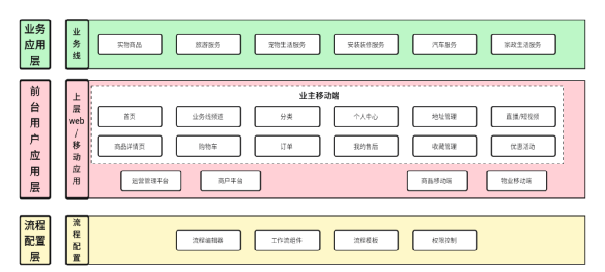 业务
应用
层
业
务
线
实物商品
旅游服务
宠物生活服务
安装装修服务
汽车服务
家政生活服务
前
台
用
户
应
用
层
上
层
web
/
移
动
应
用
业主移动端
首页
业务线频道
分类
个人中心
地址管理
直播/短视频
商品详情页
购物车
订单
我的售后
收藏管理
优惠活动
运营管理平台
商户平台
商品移动端
物业移动端
流程
配置
层
流
程
配
置
流程编辑器
工作流组件
流程模板
权限控制